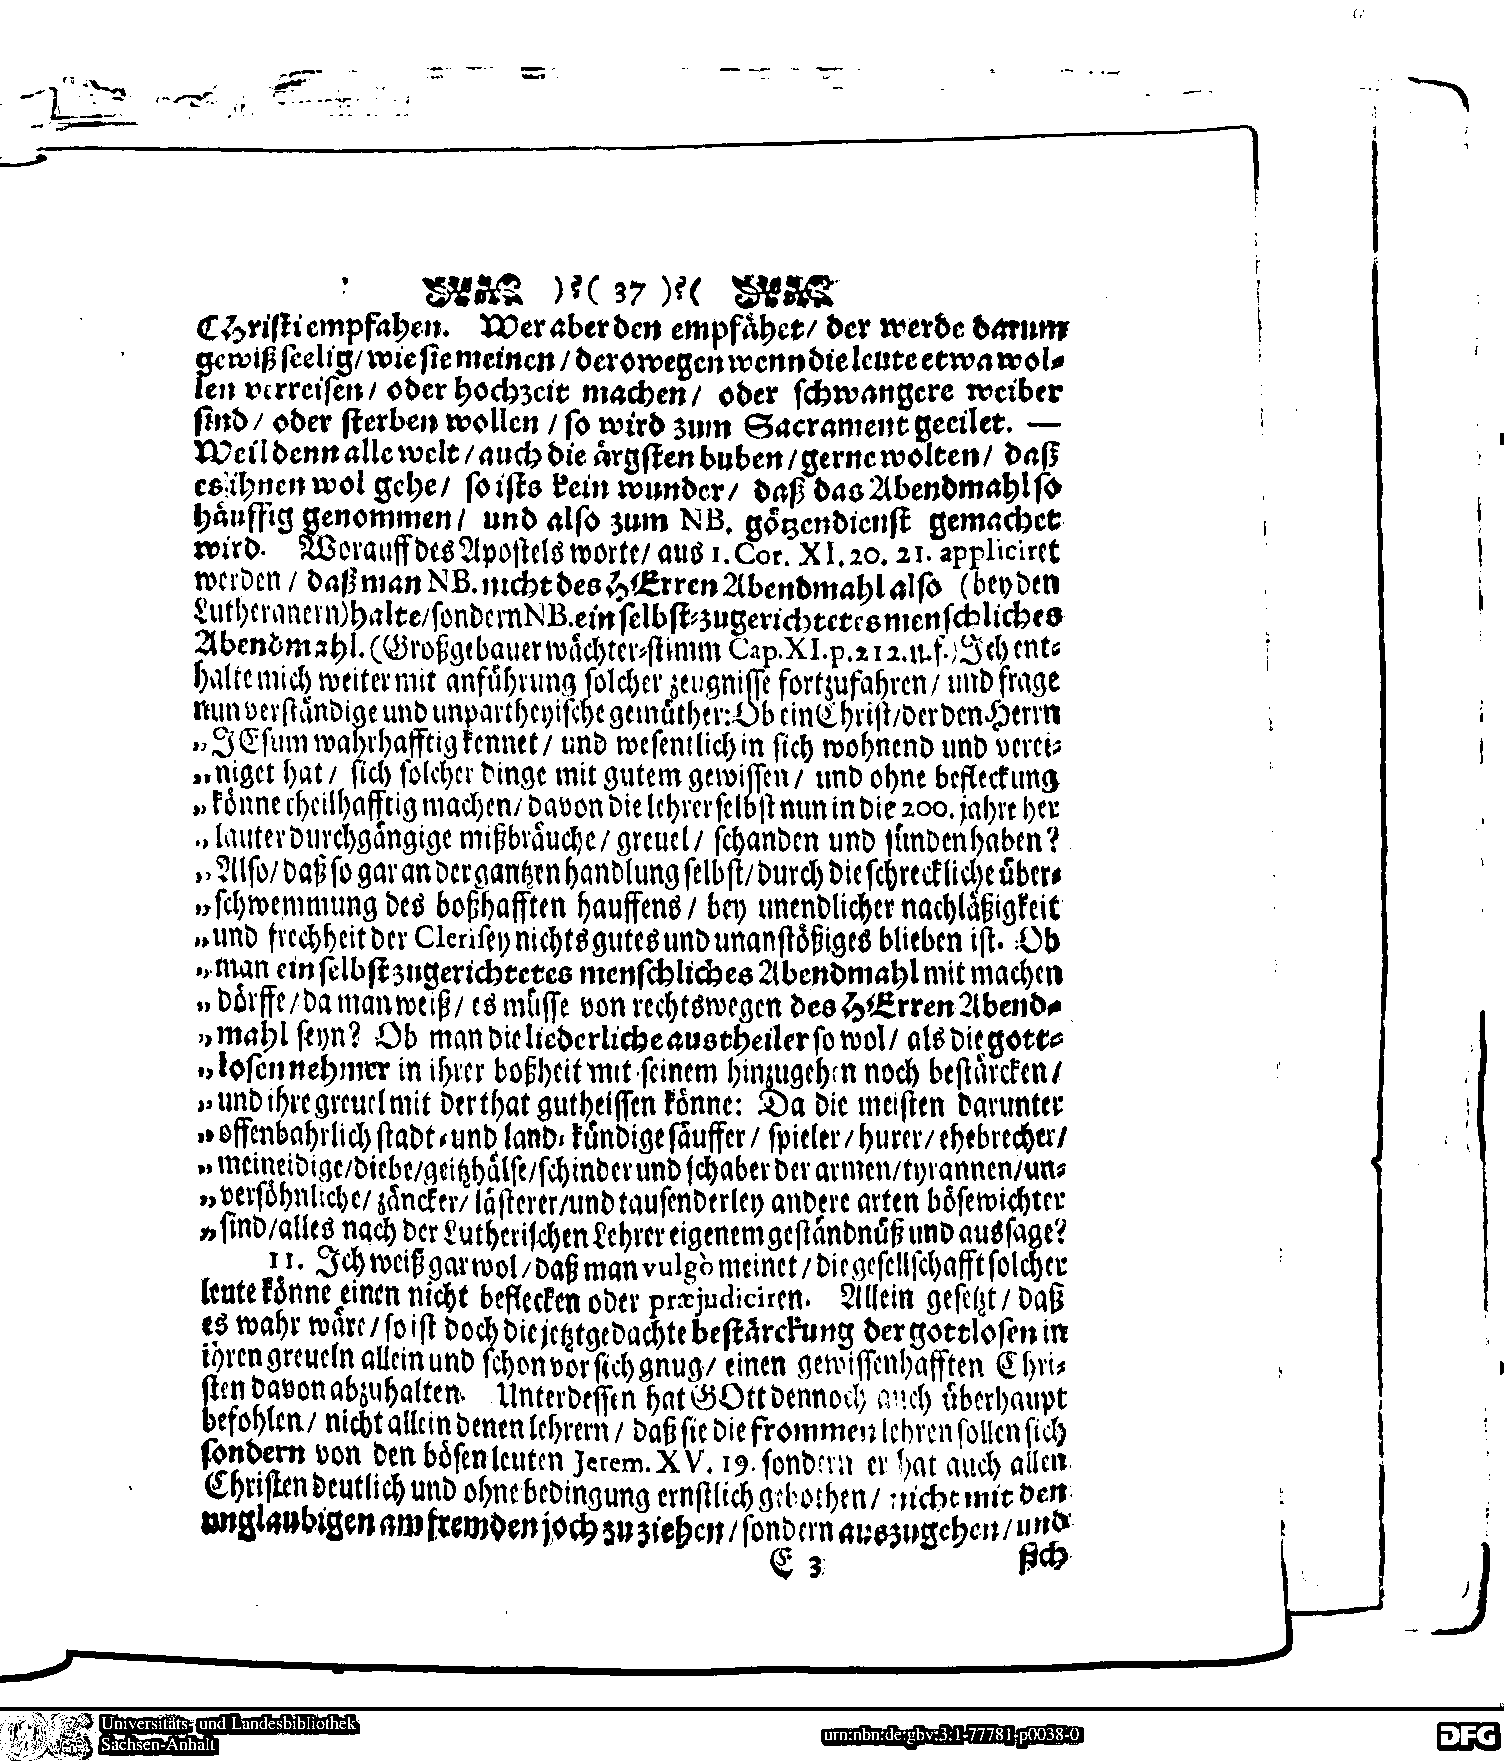 )?( 37 )?(
CHristi empfahen. Wer aber den empfähet/ der werde darum
gewiß seelig/ wie sie meinen/ derowegen wenn die leute etwa wol-
len verreisen/ oder hochzeit machen/ oder schwangere weiber
sind/ oder sterben wollen/ so wird zum Sacrament geeilet. —
Weil denn alle welt/ auch die ärgsten buben/ gerne wolten/ daß
es ihnen wol gehe/ so ists kein wunder/ daß das Abendmahl so
häuffig genommen/ und also zum NB. götzendienst gemachet
wird. Worauff des Apostels worte/ aus 1. Cor. XI. 20. 21. appliciret
werden/ daß man NB. nicht des HErren Abendmahl also (bey den
Lutheranern) halte/ sondern NB. ein selbst-zugerichtetes menschliches
Abendmahl. (Großgebauer wächter-stimm Cap. XI. p. 212. u. f.) Ich ent-
halte mich weiter mit anführung solcher zeugnisse fortzufahren/ und frage
nun verständige und unpartheyische gemüther: Ob ein Christ/ der den Herrn
„ JEsum wahrhafftig kennet/ und wesentlich in sich wohnend und verei-
„ niget hat/ sich solcher dinge mit gutem gewissen/ und ohne befleckung
„ könne theilhafftig machen/ davon die lehrer selbst nun in die 200. jahre her
„ lauter durchgängige mißbräuche/ greuel/ schanden und sünden haben?
„ Also/ daß so gar an der gantzen handlung selbst/ durch die schreckliche über-
„ schwemmung des boßhafften hauffens/ bey unendlicher nachläßigkeit
„ und frechheit der Clerisey nichts gutes und unanstößiges blieben ist. Ob
„ man ein selbst zugerichtetes menschliches Abendmahl mit machen
„ dörffe/ da man weiß/ es müsse von rechtswegen des HErren Abend-
„ mahl seyn? Ob man die liederliche austheiler so wol/ als die gott-
„ losen nehmer in ihrer boßheit mit seinem hinzugehen noch bestärcken/
„ und ihre greuel mit der that gutheissen könne: Da die meisten darunter
„ offenbahrlich stadt- und land-kündige säuffer/ spieler/ hurer/ ehebrecher/
„ meineidige/ diebe/ geitzhälse/ schinder und schaber der armen/ tyrannen/ un-
„ versöhnliche/ zäncker/ lästerer/ und tausenderley andere arten bösewichter
„ sind/ alles nach der Lutherischen Lehrer eigenem geständnüß und aussage?
11. Ich weiß gar wol/ daß man vulgò meinet/ die gesellschafft solcher
leute könne einen nicht beflecken oder præjudiciren. Allein gesetzt/ daß
es wahr wäre/ so ist doch die jetztgedachte bestärckung der gottlosen in
ihren greueln allein und schon vor sich gnug/ einen gewissenhafften Chri-
sten davon abzuhalten. Unterdessen hat GOtt dennoch auch überhaupt
befohlen/ nicht allein denen lehrern/ daß sie die frommen lehren sollen sich
sondern von den bösen leuten Jerem. XV. 19. sondern er hat auch allen
Christen deutlich und ohne bedingung ernstlich gebothen/ nicht mit den
unglaubigen am fremden joch zu ziehen/ sondern auszugehen/ und
E 3 sich
Universitäts- und Landesbibliothek
Sachsen-Anhalt
urn:nbn:de:gbv:3:1-77781-p0038-0
DFG